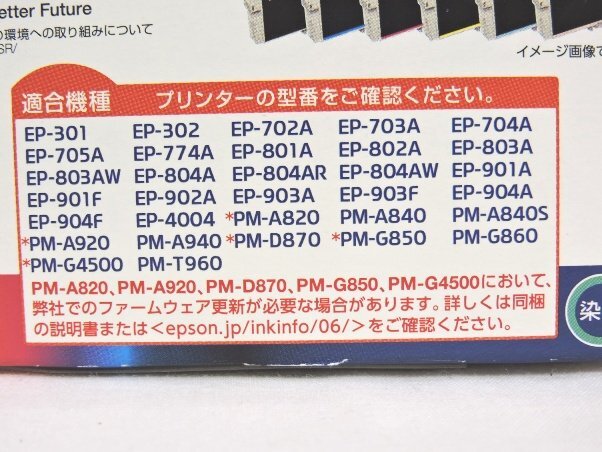 etter Future
の環境への取り組みについて
SR/
イメージ画像で
適合機種 プリンターの型番をご確認ください。
EP-301 EP-302 EP-702A EP-703A EP-704A
EP-705A EP-774A EP-801A EP-802A EP-803A
EP-803AW EP-804A EP-804AR EP-804AW EP-901A
EP-901F EP-902A EP-903A EP-903F EP-904A
EP-904F EP-4004 *PM-A820 PM-A840 PM-A840S
*PM-A920 PM-A940 *PM-D870 *PM-G850 PM-G860
*PM-G4500 PM-T960
PM-A820、PM-A920、PM-D870、PM-G850、PM-G4500において、
弊社でのファームウェア更新が必要な場合があります。詳しくは同梱
の説明書または<epson.jp/inkinfo/06/>をご確認ください。
染